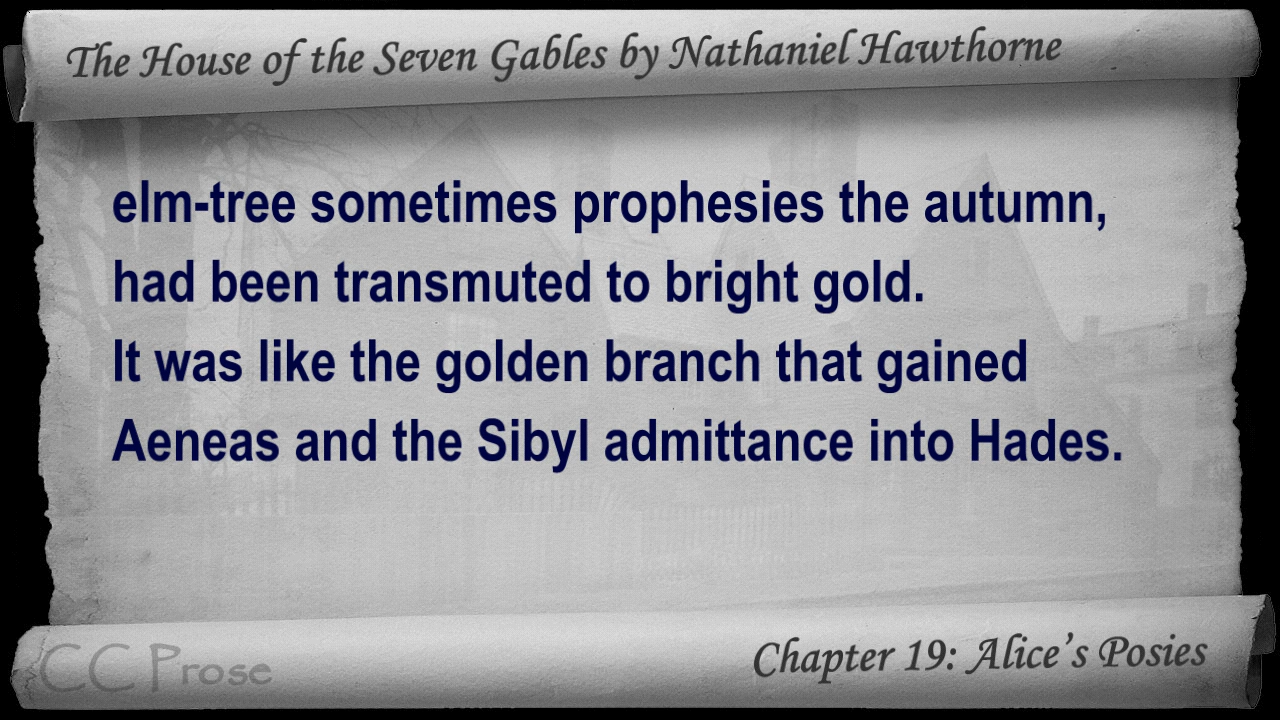 The House of the Seven Gables by Nathaniel Hawthorne
elm-tree sometimes prophesies the autumn,
had been transmuted to bright gold.
It was like the golden branch that gained
Aeneas and the Sibyl admittance into Hades.
CC Prose
Chapter 19: Alice's Posies